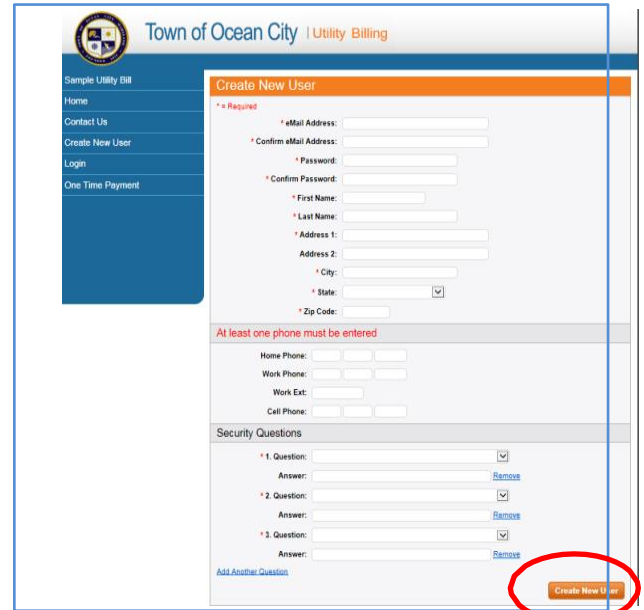 Town of Ocean City | Utility Billing
Sample Utility Bill
Home
Contact Us
Create New User
Login
One Time Payment
Create New User
* = Required
* eMail Address:
* Confirm eMail Address:
* Password:
* Confirm Password:
* First Name:
* Last Name:
* Address 1:
Address 2:
* City:
* State:
* Zip Code:
At least one phone must be entered
Home Phone:
Work Phone:
Work Ext:
Cell Phone:
Security Questions
* 1. Question:
Answer: Remove
* 2. Question:
Answer: Remove
* 3. Question:
Answer: Remove
Add Another Question
Create New User